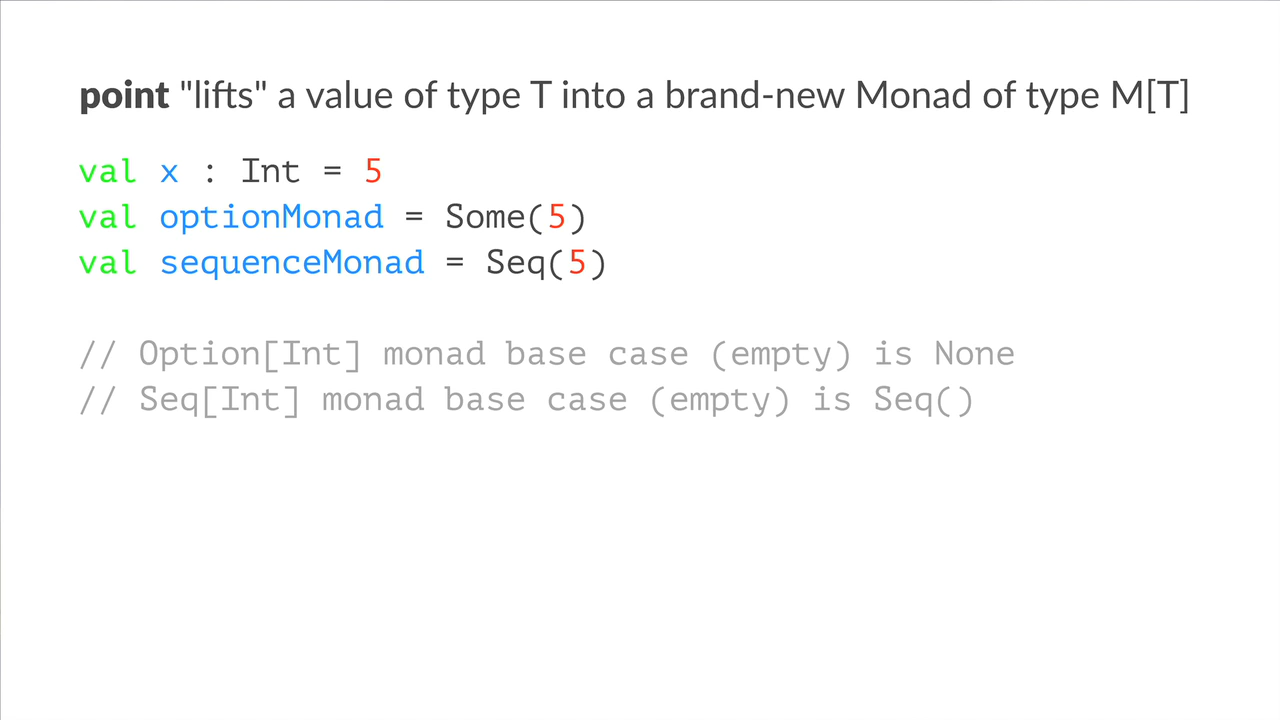 point "lifts" a value of type T into a brand-new Monad of type M[T]
val x : Int = 5
val optionMonad = Some(5)
val sequenceMonad = Seq(5)
// Option[Int] monad base case (empty) is None
// Seq[Int] monad base case (empty) is Seq()